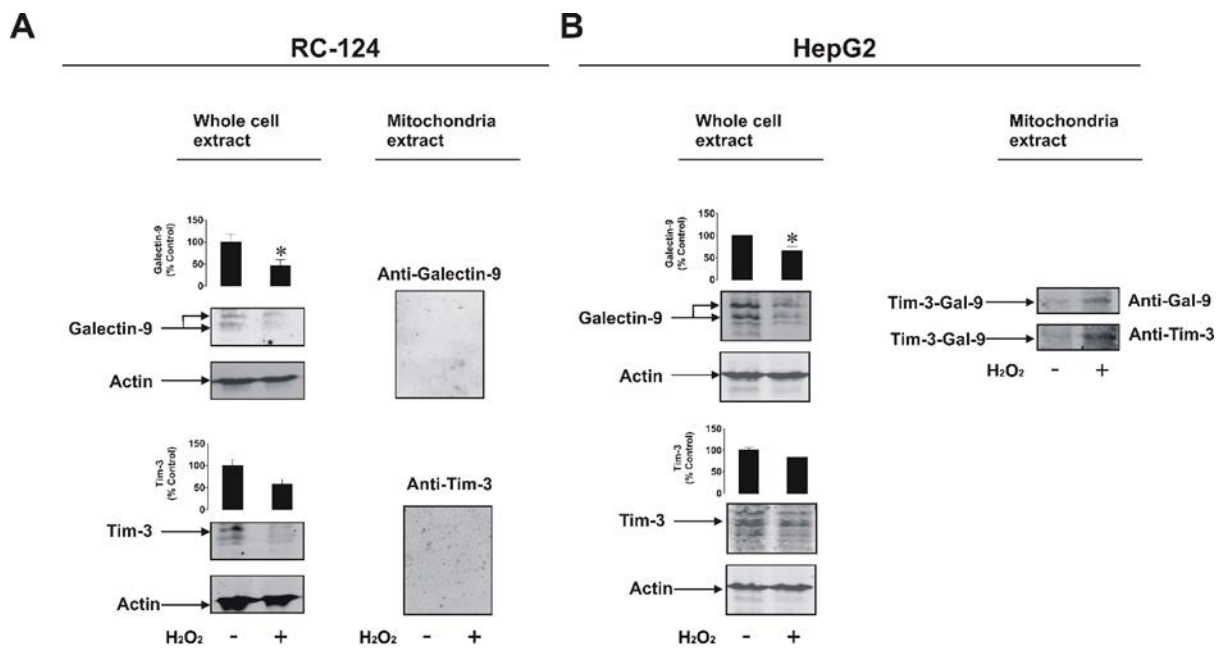 A
RC-124
Whole cell
extract
Mitochondria
extract
Galectin-9
(% Control)
150
100
50
0
*
Galectin-9
Actin
Anti-Galectin-9
Tim-3
(% Control)
150
100
50
0
Tim-3
Actin
Anti-Tim-3
H₂O₂ - + - +
B
HepG2
Whole cell
extract
Mitochondria
extract
Galectin-9
(% Control)
150
100
50
0
*
Galectin-9
Actin
Tim-3-Gal-9 Anti-Gal-9
Tim-3-Gal-9 Anti-Tim-3
H₂O₂ - +
Tim-3
(% Control)
150
100
50
0
Tim-3
Actin
H₂O₂ - +